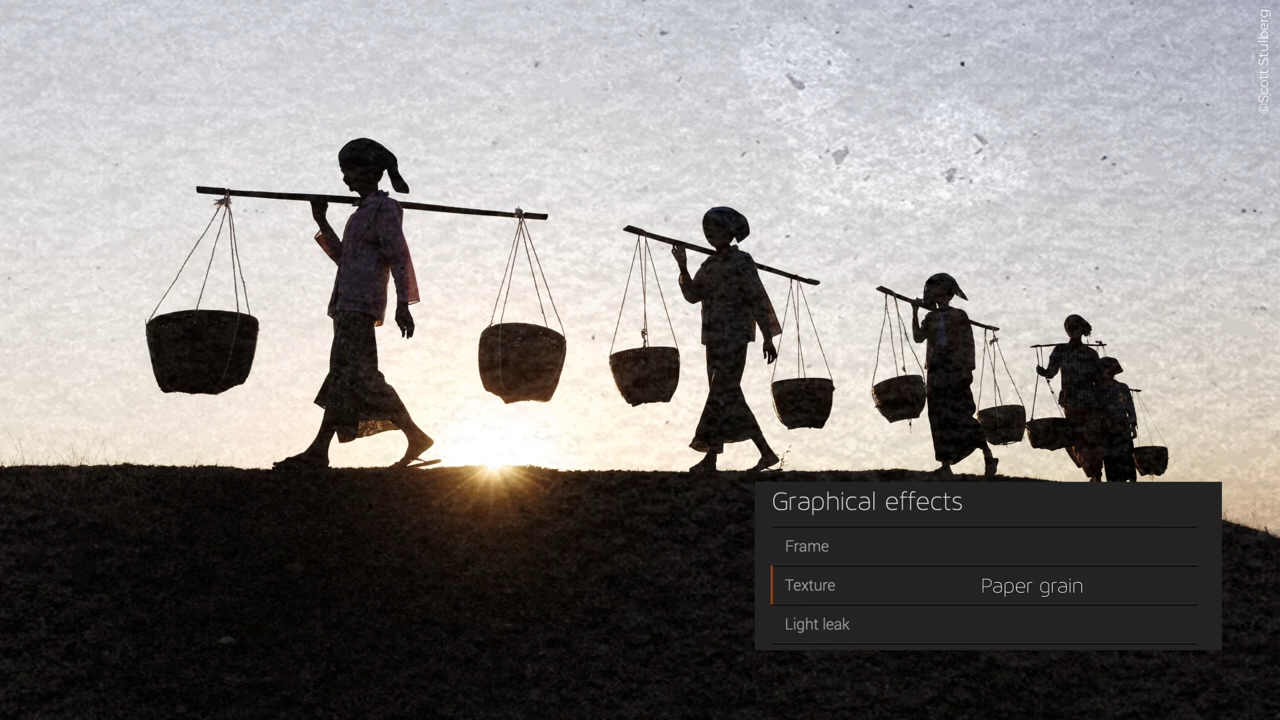 ©Scott Stulberg
Graphical effects
Frame
Texture
Paper grain
Light leak